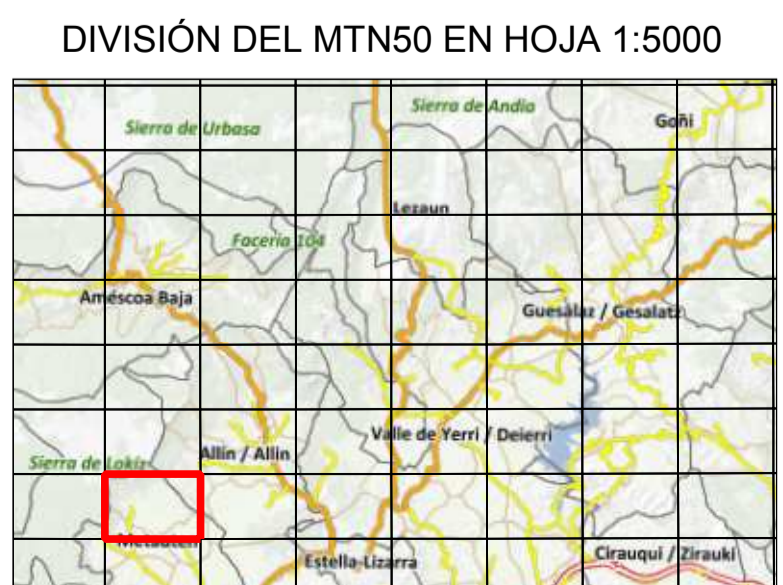 DIVISIÓN DEL MTN50 EN HOJA 1:5000
Sierra de Andia
Goñi
Sierra de Urbasa
Lezaun
Facería 104
Améscoa Baja
Guesálaz / Gesalatz
Valle de Yerri / Deierri
Allín / Allin
Sierra de Lokiz
Metauten
Cirauqui / Zirauki
Estella-Lizarra